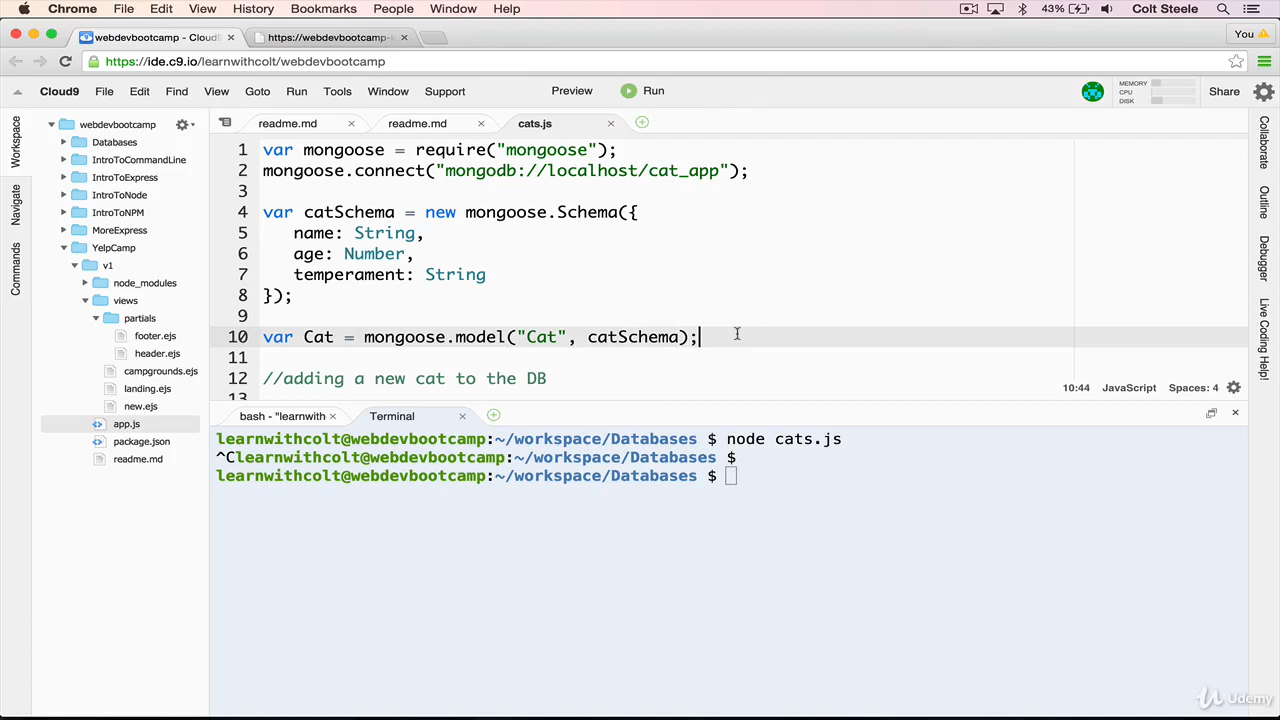 Chrome File Edit View History Bookmarks People Window Help 43% Colt Steele
webdevbootcamp - Cloud9 https://webdevbootcamp-l You
https://ide.c9.io/learnwithcolt/webdevbootcamp
Cloud9 File Edit Find View Goto Run Tools Window Support Preview Run MEMORY CPU DISK Share
Workspace
Navigate
Commands
webdevbootcamp
Databases
IntroToCommandLine
IntroToExpress
IntroToNode
IntroToNPM
MoreExpress
YelpCamp
v1
node_modules
views
partials
footer.ejs
header.ejs
campgrounds.ejs
landing.ejs
new.ejs
app.js
package.json
readme.md
readme.md readme.md cats.js
1 var mongoose = require("mongoose");
2 mongoose.connect("mongodb://localhost/cat_app");
3
4 var catSchema = new mongoose.Schema({
5 name: String,
6 age: Number,
7 temperament: String
8 });
9
10 var Cat = mongoose.model("Cat", catSchema);
11
12 //adding a new cat to the DB
13
10:44 JavaScript Spaces: 4
bash - "learnwith Terminal
learnwithcolt@webdevbootcamp:~/workspace/Databases $ node cats.js
^Clearnwithcolt@webdevbootcamp:~/workspace/Databases $
learnwithcolt@webdevbootcamp:~/workspace/Databases $
Collaborate
Outline
Debugger
Live Coding Help!
Udemy